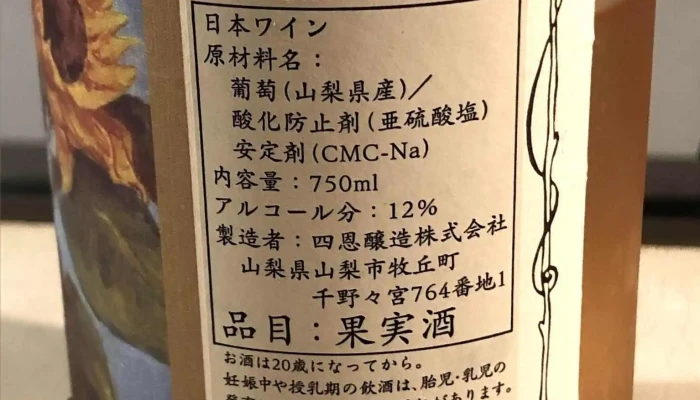 日本ワイン
原材料名：
葡萄(山梨県産)／
酸化防止剤(亜硫酸塩)
安定剤(CMC-Na)
内容量：750ml
アルコール分：12%
製造者：四恩醸造株式会社
山梨県山梨市牧丘町
千野々宮764番地1
品目：果実酒
お酒は20歳になってから。
妊娠中や授乳期の飲酒は、胎児・乳児の
があります。